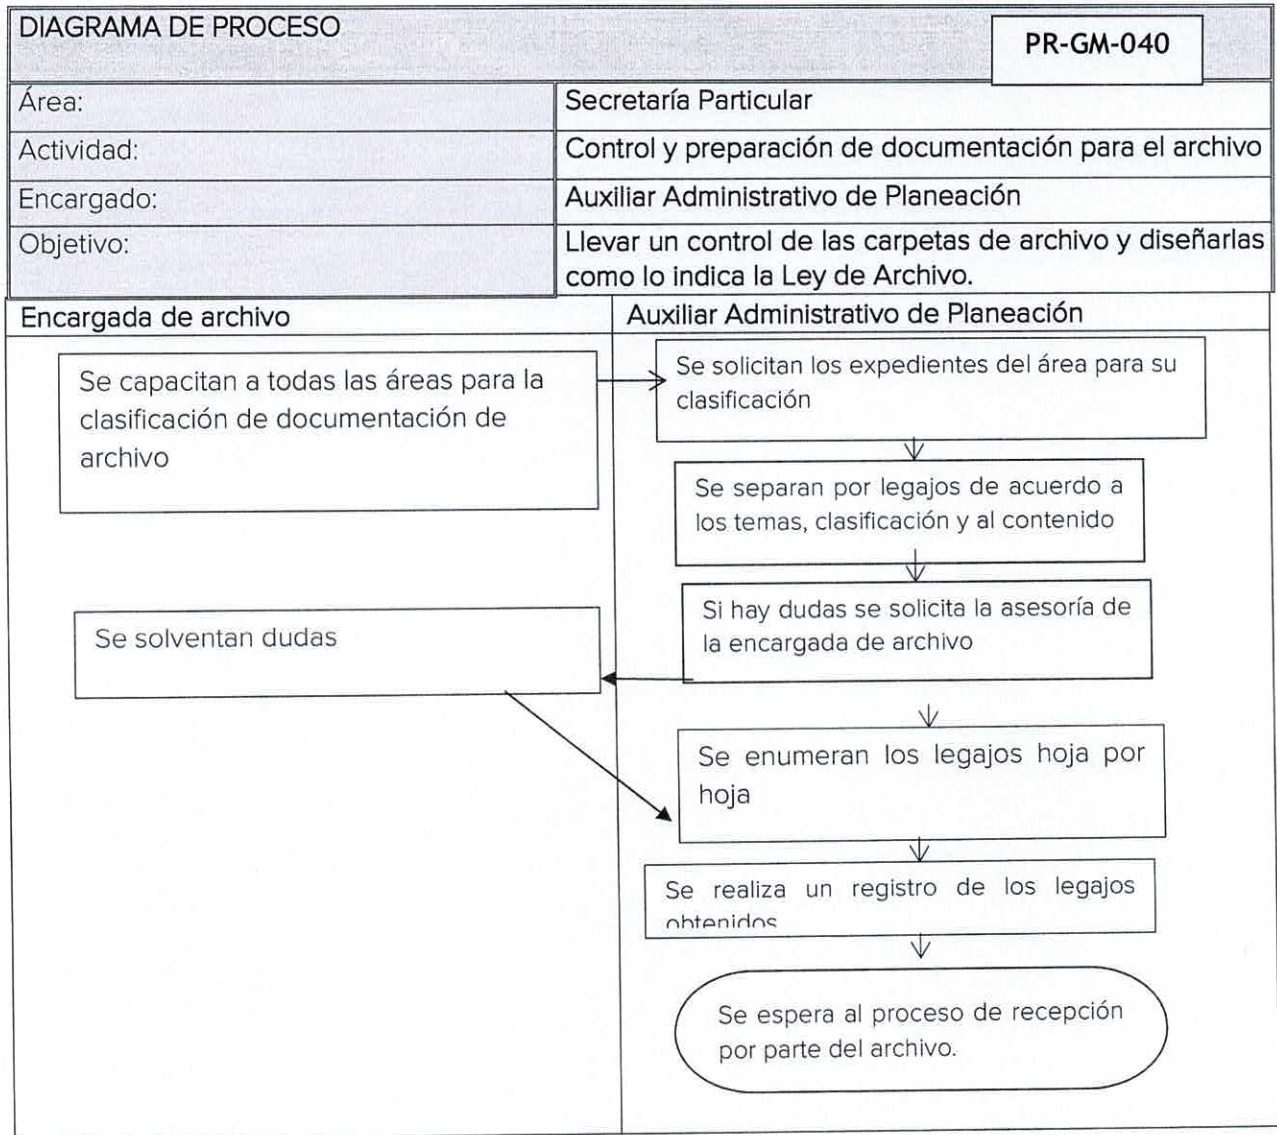 DIAGRAMA DE PROCESO
PR-GM-040
Área:
Secretaría Particular
Actividad:
Control y preparación de documentación para el archivo
Encargado:
Auxiliar Administrativo de Planeación
Objetivo:
Llevar un control de las carpetas de archivo y diseñarlas
como lo indica la Ley de Archivo.
Encargada de archivo
Auxiliar Administrativo de Planeación
Se capacitan a todas las áreas para la
clasificación de documentación de
archivo
Se solicitan los expedientes del área para su
clasificación
Se separan por legajos de acuerdo a
los temas, clasificación y al contenido
Si hay dudas se solicita la asesoría de
la encargada de archivo
Se solventan dudas
Se enumeran los legajos hoja por
hoja
Se realiza un registro de los legajos
obtenidos
Se espera al proceso de recepción
por parte del archivo.